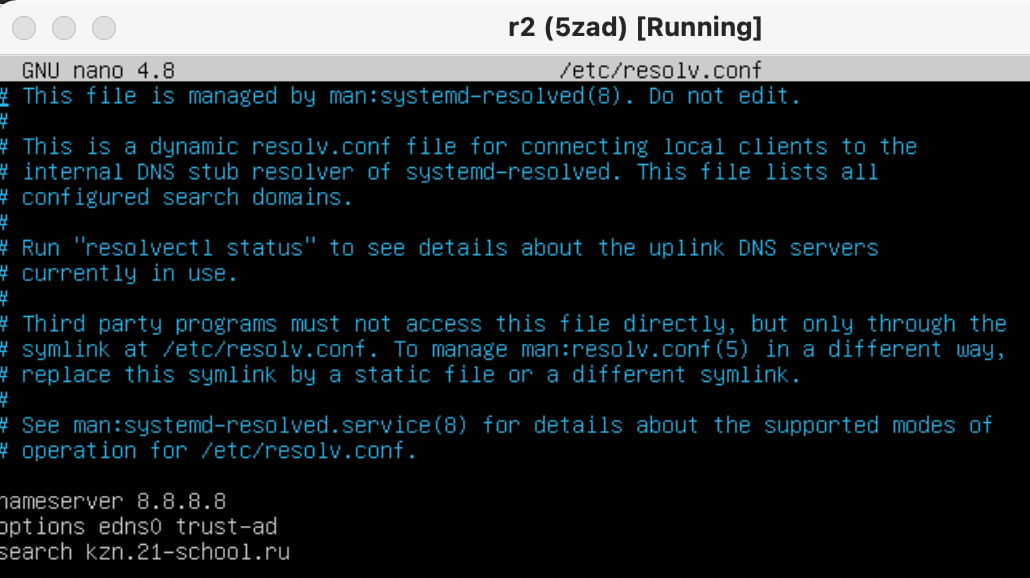 r2 (5zad) [Running]
GNU nano 4.8 /etc/resolv.conf
# This file is managed by man:systemd-resolved(8). Do not edit.
#
# This is a dynamic resolv.conf file for connecting local clients to the
# internal DNS stub resolver of systemd-resolved. This file lists all
# configured search domains.
#
# Run "resolvectl status" to see details about the uplink DNS servers
# currently in use.
#
# Third party programs must not access this file directly, but only through the
# symlink at /etc/resolv.conf. To manage man:resolv.conf(5) in a different way,
# replace this symlink by a static file or a different symlink.
#
# See man:systemd-resolved.service(8) for details about the supported modes of
# operation for /etc/resolv.conf.
nameserver 8.8.8.8
options edns0 trust-ad
search kzn.21-school.ru